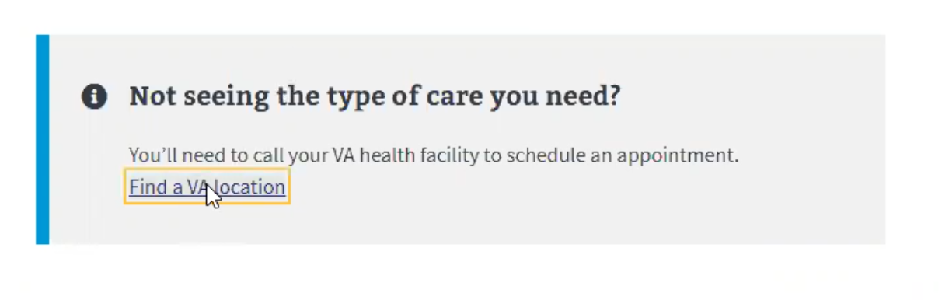 Not seeing the type of care you need?
You'll need to call your VA health facility to schedule an appointment.
Find a VA location